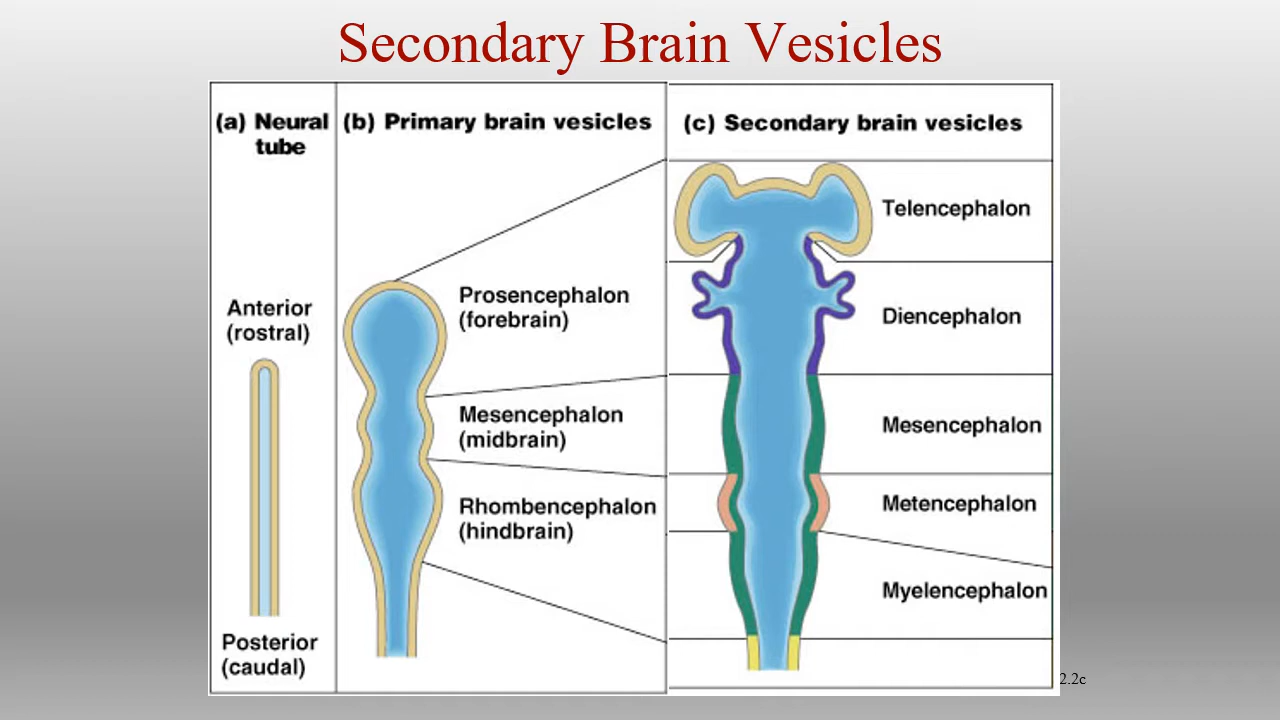 Secondary Brain Vesicles
(a) Neural
tube
Anterior
(rostral)
Posterior
(caudal)
(b) Primary brain vesicles
Prosencephalon
(forebrain)
Mesencephalon
(midbrain)
Rhombencephalon
(hindbrain)
(c) Secondary brain vesicles
Telencephalon
Diencephalon
Mesencephalon
Metencephalon
Myelencephalon
2.2c